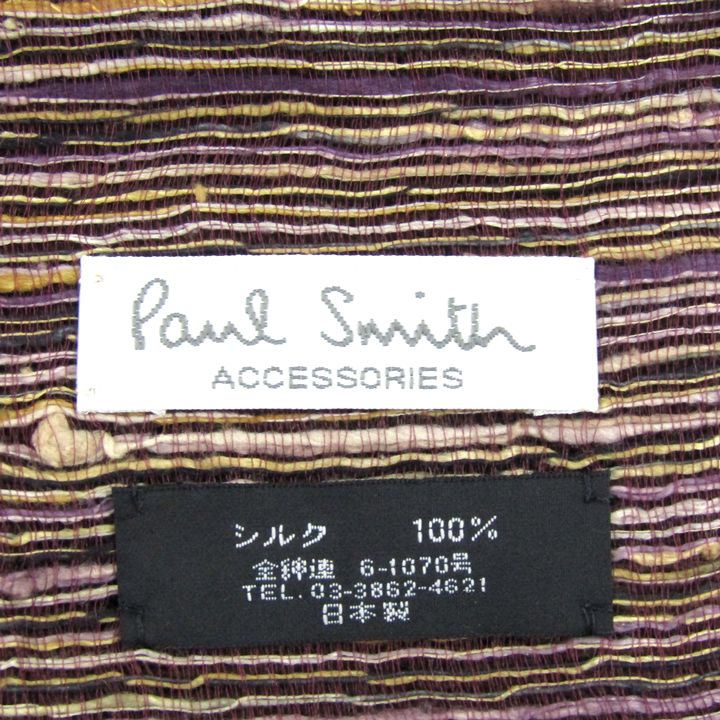 Paul Smith
ACCESSORIES
シルク 100%
全紳連 6-1070号
TEL.03-3862-4621
日本製